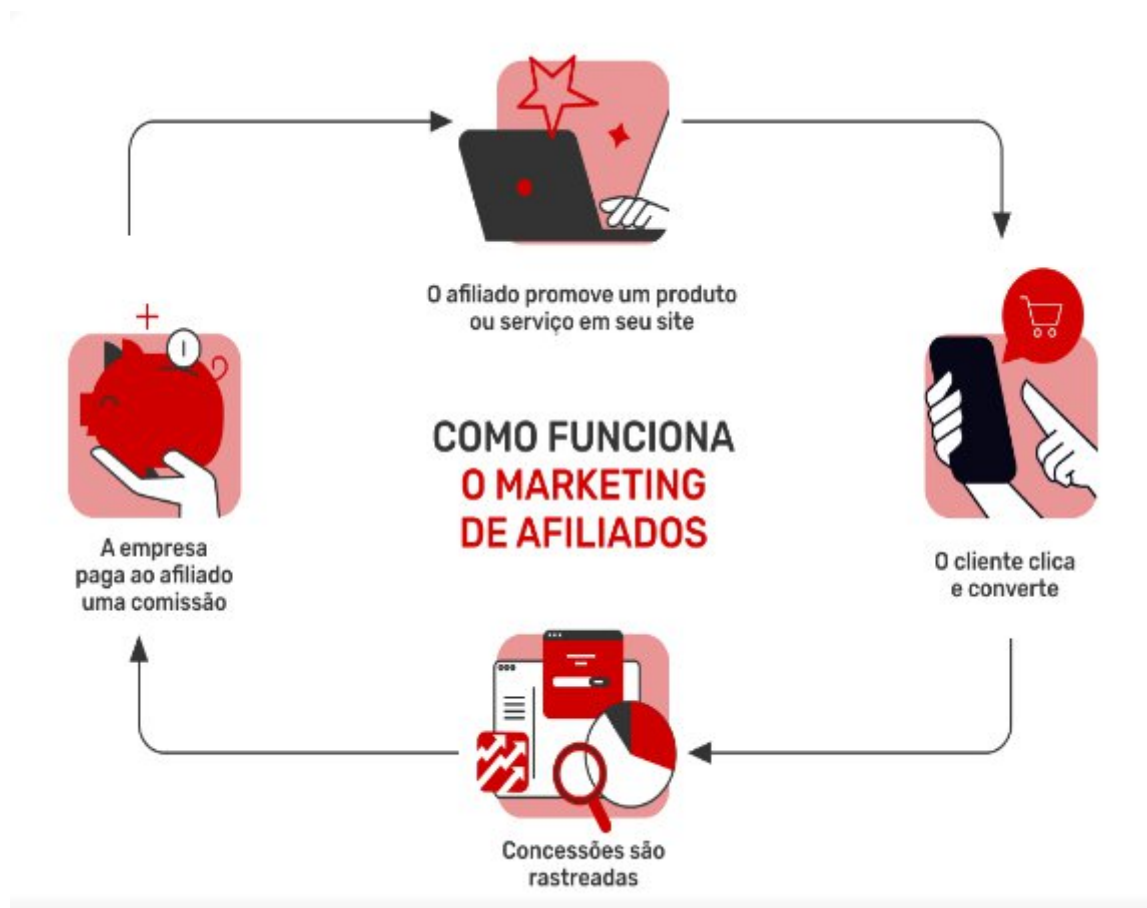 O afiliado promove um produto
ou serviço em seu site
COMO FUNCIONA
O MARKETING
DE AFILIADOS
A empresa
paga ao afiliado
uma comissão
O cliente clica
e converte
Concessões são
rastreadas